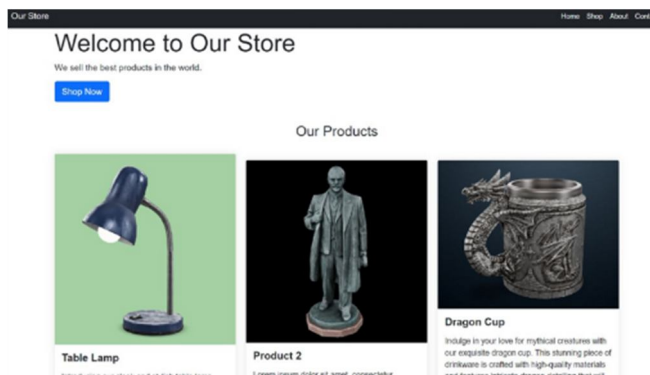 Our Store
Home Shop About
Welcome to Our Store
We sell the best products in the world.
Shop Now
Our Products
Table Lamp
Product 2
Lorem ipsum dolor sit amet, consectetur
Dragon Cup
Indulge in your love for mythical creatures with
our exquisite dragon cup. This stunning piece of
drinkware is crafted with high-quality materials